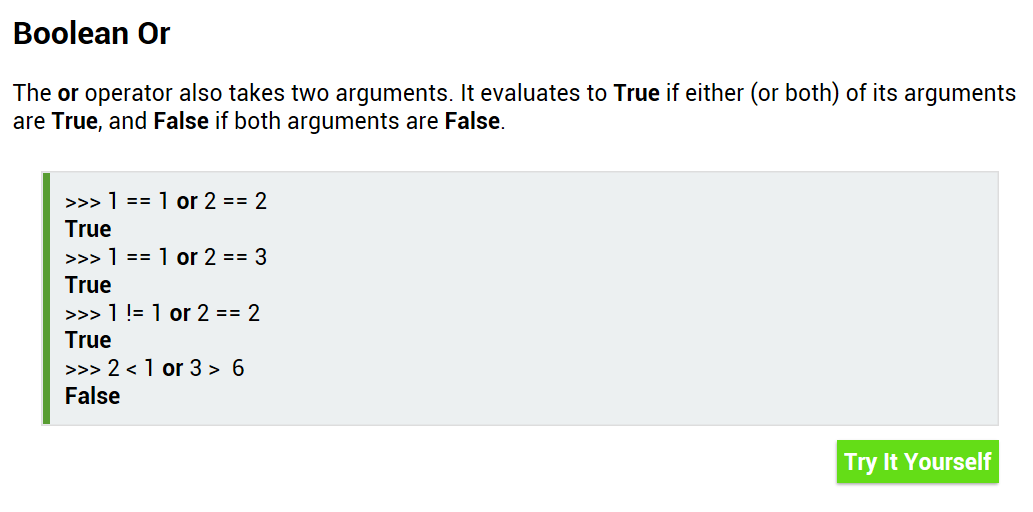 Boolean Or
The or operator also takes two arguments. It evaluates to True if either (or both) of its arguments
are True, and False if both arguments are False.
>>> 1 == 1 or 2 == 2
True
>>> 1 == 1 or 2 == 3
True
>>> 1 != 1 or 2 == 2
True
>>> 2 < 1 or 3 >  6
False
Try It Yourself